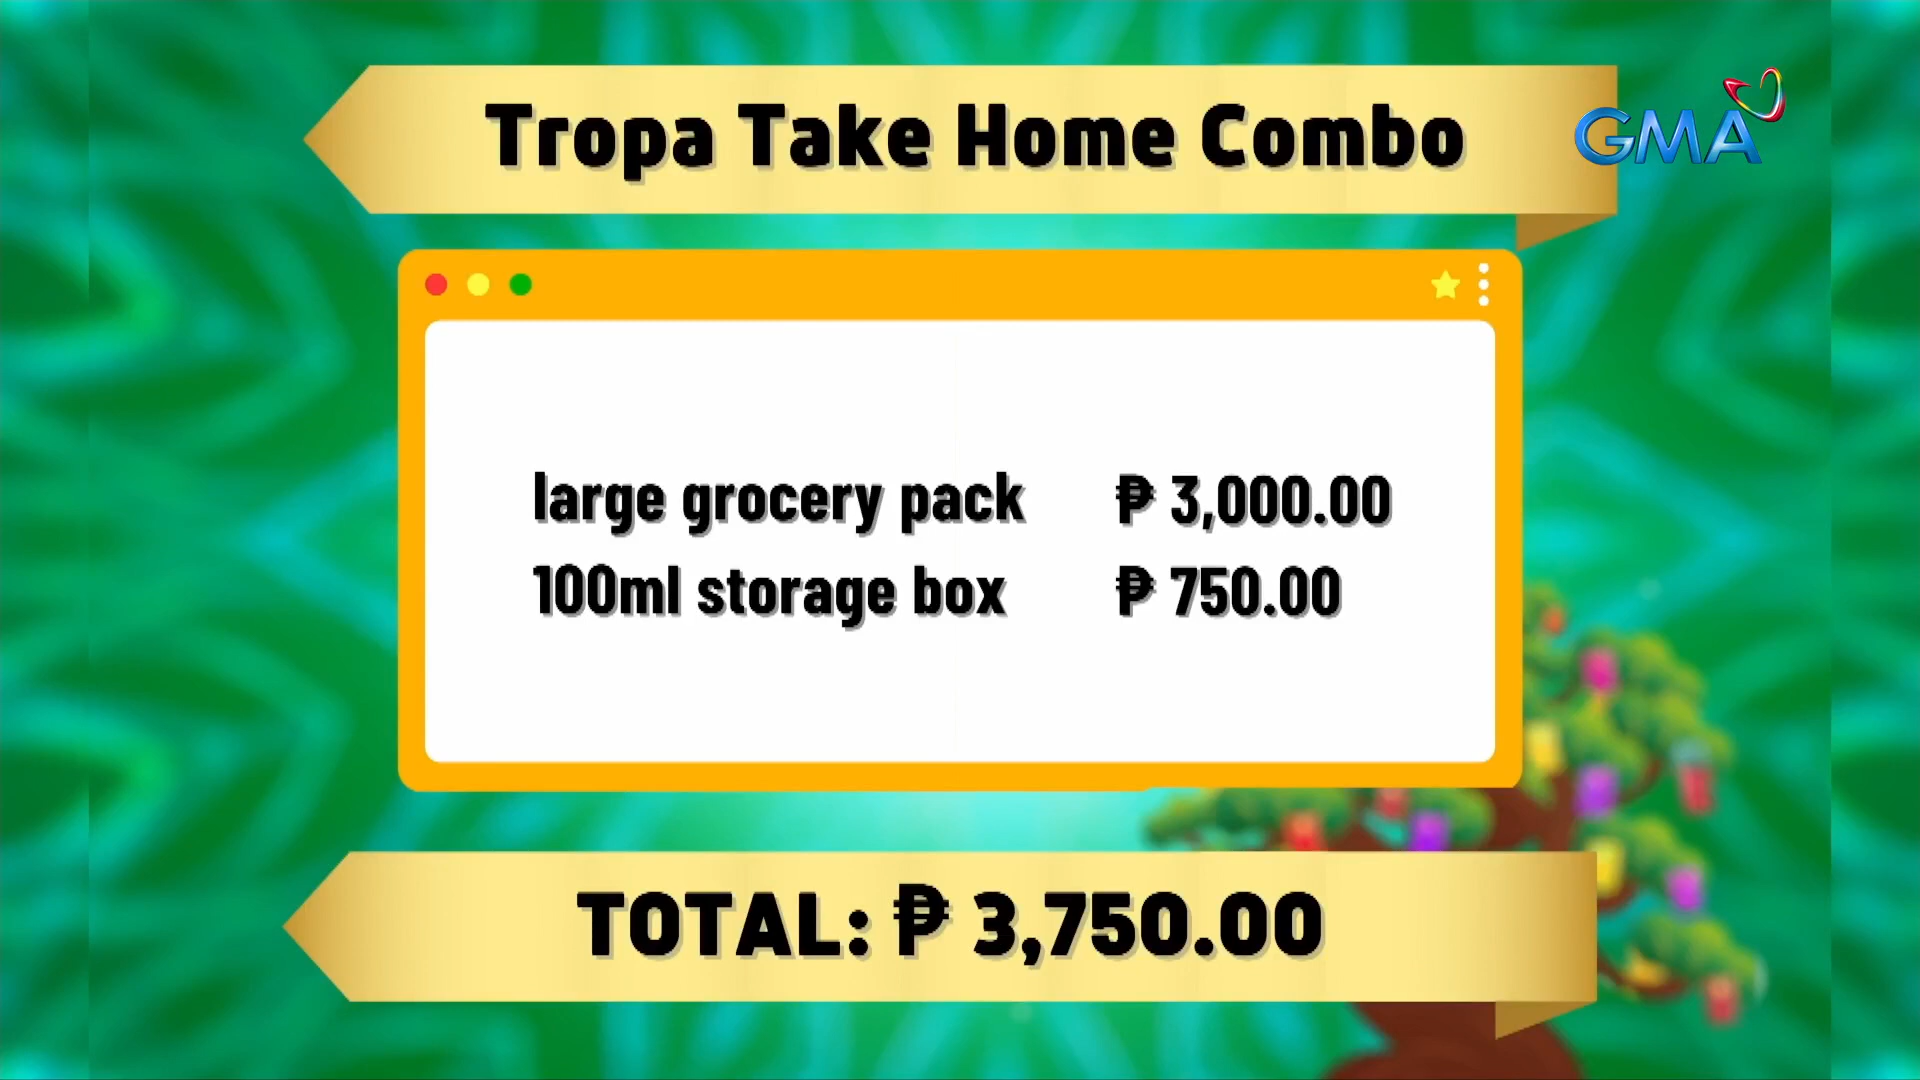 Tropa Take Home Combo
GMA
large grocery pack ₱ 3,000.00
100ml storage box ₱ 750.00
TOTAL: ₱ 3,750.00